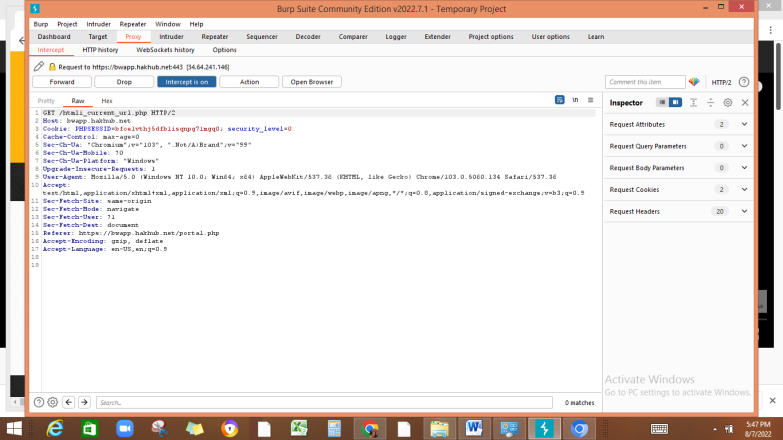 Burp Suite Community Edition v2022.7.1 - Temporary Project
Burp Project Intruder Repeater Window Help
Dashboard Target Proxy Intruder Repeater Sequencer Decoder Comparer Logger Extender Project options User options Learn
Intercept HTTP history WebSockets history Options
Request to https://bwapp.hakhub.net:443 [54.64.241.146]
Forward Drop Intercept is on Action Open Browser Comment this item HTTP/2
Pretty Raw Hex \n
Inspector
1 GET /htmli_current_url.php HTTP/2
2 Host: bwapp.hakhub.net
3 Cookie: PHPSESSID=bfoelvthj5dfblisqnpg7lmgq0; security_level=0
4 Cache-Control: max-age=0
5 Sec-Ch-Ua: "Chromium";v="103", ".Not/A)Brand";v="99"
6 Sec-Ch-Ua-Mobile: ?0
7 Sec-Ch-Ua-Platform: "Windows"
8 Upgrade-Insecure-Requests: 1
9 User-Agent: Mozilla/5.0 (Windows NT 10.0; Win64; x64) AppleWebKit/537.36 (KHTML, like Gecko) Chrome/103.0.5060.134 Safari/537.36
10 Accept:
text/html,application/xhtml+xml,application/xml;q=0.9,image/avif,image/webp,image/apng,*/*;q=0.8,application/signed-exchange;v=b3;q=0.9
11 Sec-Fetch-Site: same-origin
12 Sec-Fetch-Mode: navigate
13 Sec-Fetch-User: ?1
14 Sec-Fetch-Dest: document
15 Referer: https://bwapp.hakhub.net/portal.php
16 Accept-Encoding: gzip, deflate
17 Accept-Language: en-US,en;q=0.9
18
19
Request Attributes 2
Request Query Parameters 0
Request Body Parameters 0
Request Cookies 2
Request Headers 20
Activate Windows
Go to PC settings to activate Windows.
Search... 0 matches
5:47 PM
8/7/2022